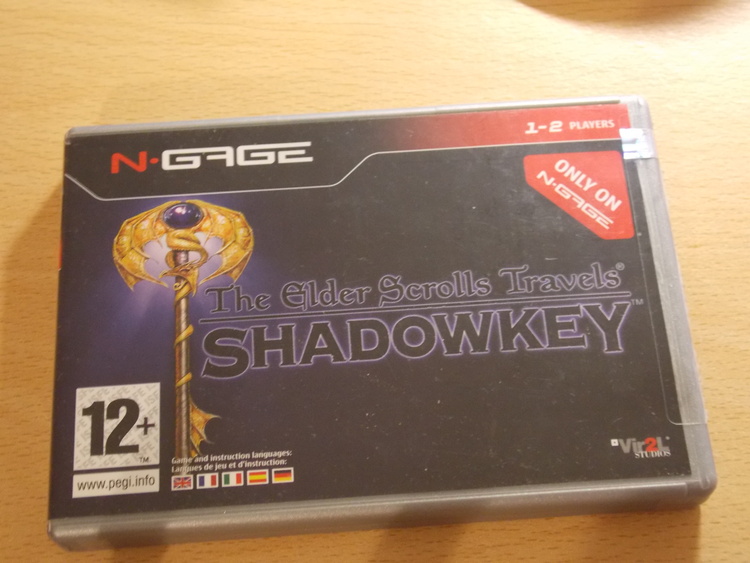 N·GAGE
1-2 PLAYERS
ONLY ON
N·GAGE
The Elder Scrolls Travels®
SHADOWKEY™
12+
TM
www.pegi.info
Game and instruction languages:
Langues de jeu et d'instruction:
Vir2L
STUDIOS